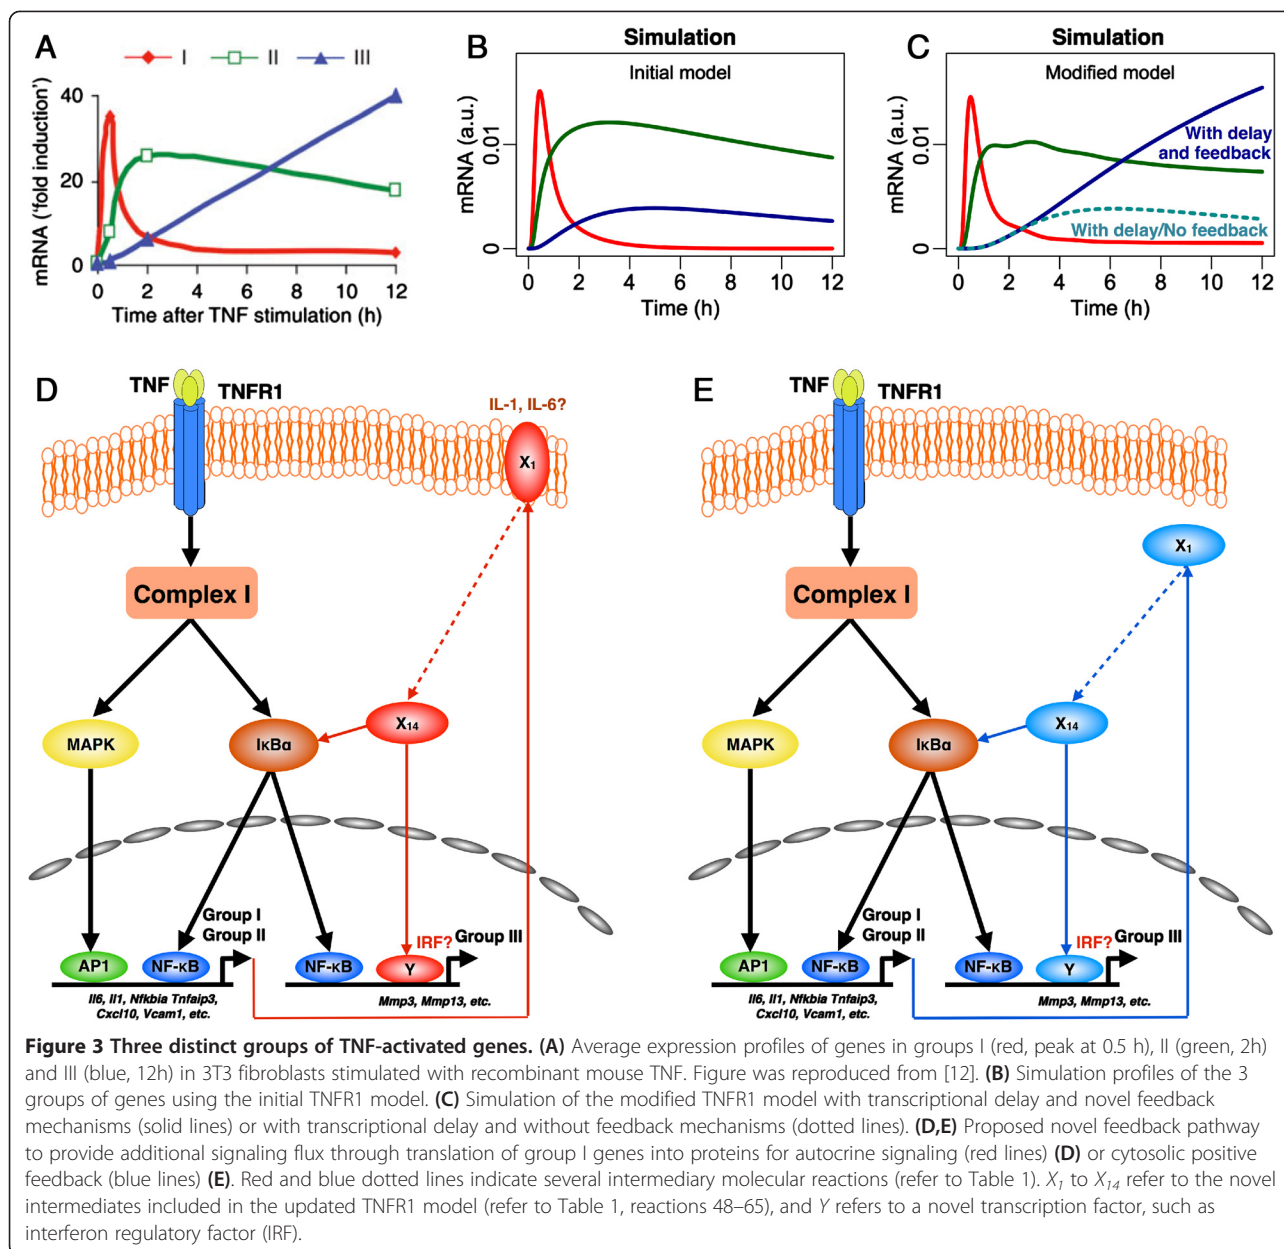 A
I II III
mRNA ('fold induction')
40
20
0
0 2 4 6 8 10 12
Time after TNF stimulation (h)
B
Simulation
Initial model
mRNA (a.u.)
0.01
0
0 2 4 6 8 10 12
Time (h)
C
Simulation
Modified model
mRNA (a.u.)
0.01
0
With delay
and feedback
With delay/No feedback
0 2 4 6 8 10 12
Time (h)
D
TNF
TNFR1
IL-1, IL-6?
X1
Complex I
X14
MAPK
IκBα
Group I
Group II
IRF?
Group III
AP1
NF-κB
NF-κB
Y
Il6, Il1, Nfkbia Tnfaip3,
Cxcl10, Vcam1, etc.
Mmp3, Mmp13, etc.
E
TNF
TNFR1
X1
Complex I
X14
MAPK
IκBα
Group I
Group II
IRF?
Group III
AP1
NF-κB
NF-κB
Y
Il6, Il1, Nfkbia Tnfaip3,
Cxcl10, Vcam1, etc.
Mmp3, Mmp13, etc.
Figure 3 Three distinct groups of TNF-activated genes. (A) Average expression profiles of genes in groups I (red, peak at 0.5 h), II (green, 2h)
and III (blue, 12h) in 3T3 fibroblasts stimulated with recombinant mouse TNF. Figure was reproduced from [12]. (B) Simulation profiles of the 3
groups of genes using the initial TNFR1 model. (C) Simulation of the modified TNFR1 model with transcriptional delay and novel feedback
mechanisms (solid lines) or with transcriptional delay and without feedback mechanisms (dotted lines). (D,E) Proposed novel feedback pathway
to provide additional signaling flux through translation of group I genes into proteins for autocrine signaling (red lines) (D) or cytosolic positive
feedback (blue lines) (E). Red and blue dotted lines indicate several intermediary molecular reactions (refer to Table 1). X1 to X14 refer to the novel
intermediates included in the updated TNFR1 model (refer to Table 1, reactions 48–65), and Y refers to a novel transcription factor, such as
interferon regulatory factor (IRF).